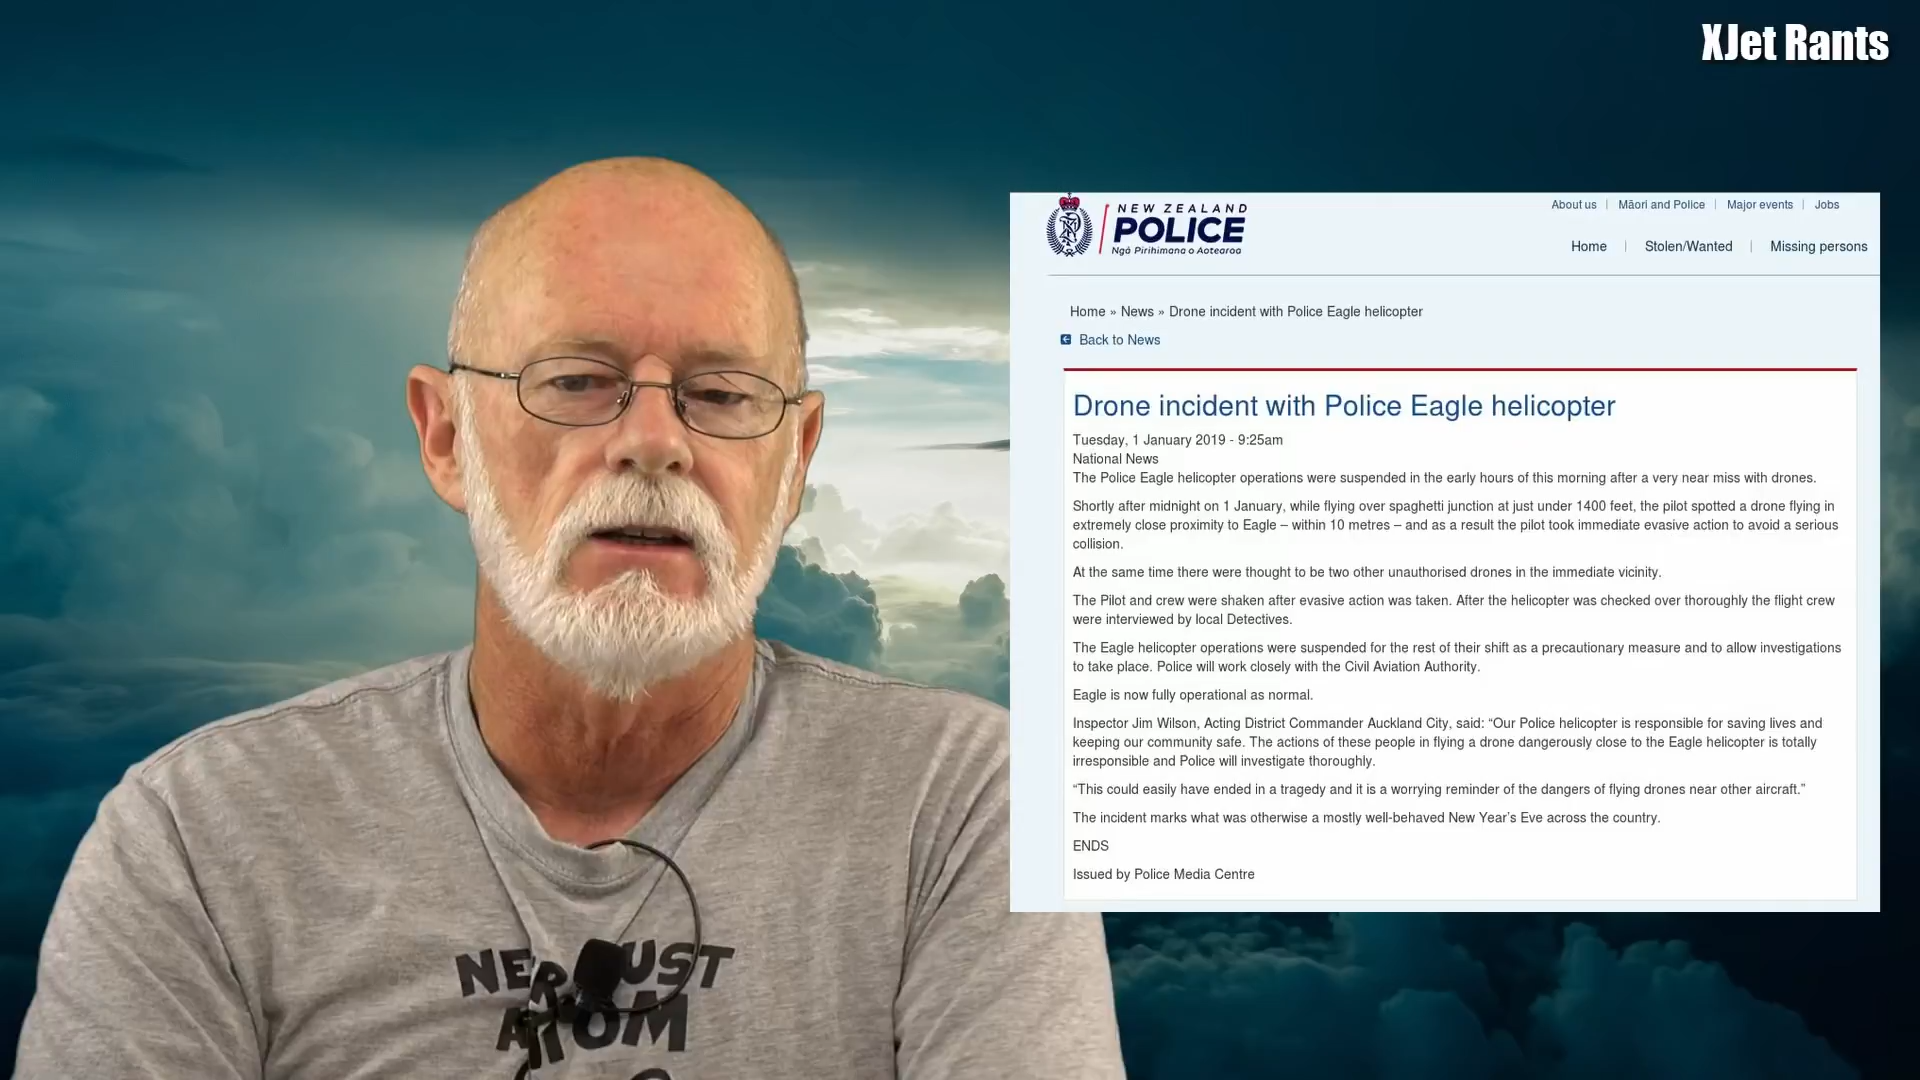 XJet Rants
NEW ZEALAND
POLICE
Ngā Pirihimana o Aotearoa
About us | Māori and Police | Major events | Jobs
Home | Stolen/Wanted | Missing persons
Home » News » Drone incident with Police Eagle helicopter
Back to News
Drone incident with Police Eagle helicopter
Tuesday, 1 January 2019 - 9:25am
National News
The Police Eagle helicopter operations were suspended in the early hours of this morning after a very near miss with drones.
Shortly after midnight on 1 January, while flying over spaghetti junction at just under 1400 feet, the pilot spotted a drone flying in
extremely close proximity to Eagle – within 10 metres – and as a result the pilot took immediate evasive action to avoid a serious
collision.
At the same time there were thought to be two other unauthorised drones in the immediate vicinity.
The Pilot and crew were shaken after evasive action was taken. After the helicopter was checked over thoroughly the flight crew
were interviewed by local Detectives.
The Eagle helicopter operations were suspended for the rest of their shift as a precautionary measure and to allow investigations
to take place. Police will work closely with the Civil Aviation Authority.
Eagle is now fully operational as normal.
Inspector Jim Wilson, Acting District Commander Auckland City, said: “Our Police helicopter is responsible for saving lives and
keeping our community safe. The actions of these people in flying a drone dangerously close to the Eagle helicopter is totally
irresponsible and Police will investigate thoroughly.
“This could easily have ended in a tragedy and it is a worrying reminder of the dangers of flying drones near other aircraft.”
The incident marks what was otherwise a mostly well-behaved New Year’s Eve across the country.
ENDS
Issued by Police Media Centre
ATOM